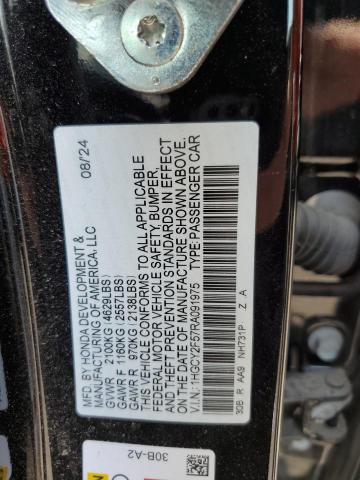 MFD BY HONDA DEVELOPMENT &
MANUFACTURING OF AMERICA, LLC
08/24
GVWR 2100KG (4629LBS)
GAWR F 1160KG (2557LBS)
GAWR R 970KG (2138LBS)
THIS VEHICLE CONFORMS TO ALL APPLICABLE
FEDERAL MOTOR VEHICLE SAFETY, BUMPER,
AND THEFT PREVENTION STANDARDS IN EFFECT
ON THE DATE OF MANUFACTURE SHOWN ABOVE.
V.I.N.: 1HGCY2F57RA091975 TYPE:PASSENGER CAR
30B R AA9 NH731P Z A
30B-A2